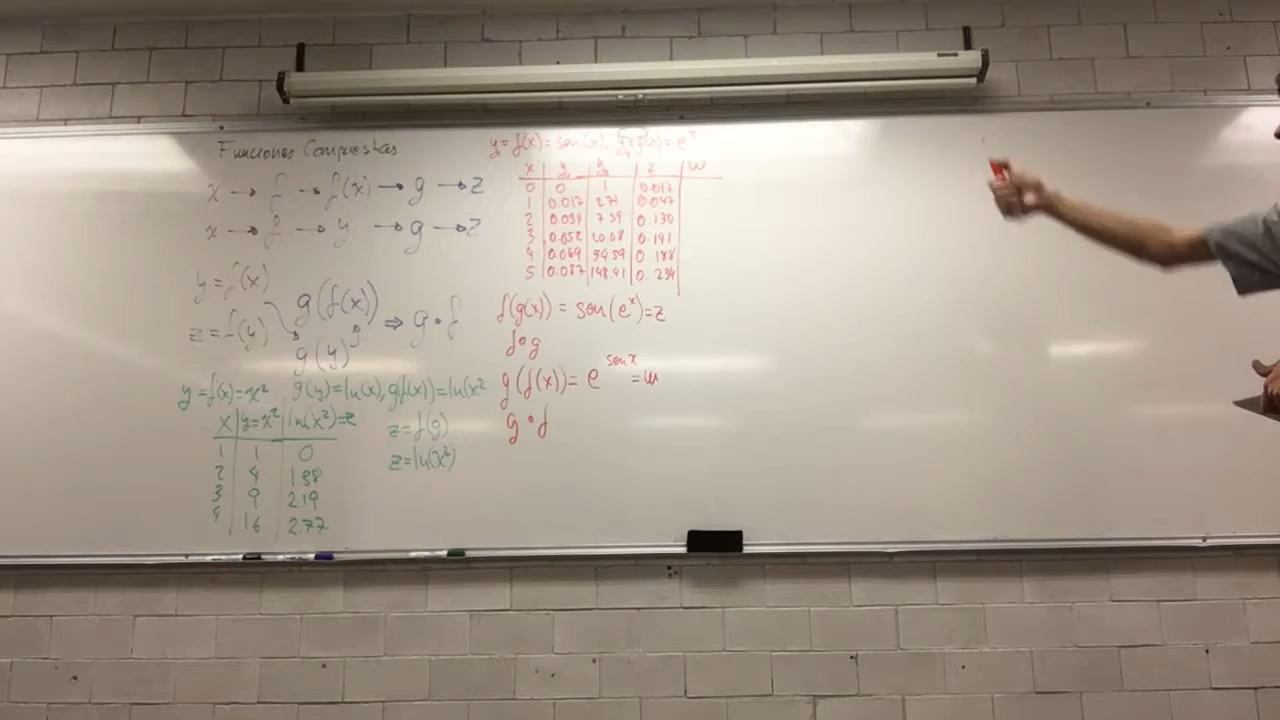 Funciones Compuestas
x → f → f(x) → g → z
x → f → y → g → z
y = f(x)
z = f(y)
g(f(x))
g(y)
⇒ g∘f
y = f(x) = x² g(y) = ln(x), g(f(x)) = ln(x²
x | y=x² | ln(x²)=z
1 | 1 | 0
2 | 4 | 1.38
3 | 9 | 2.19
4 | 16 | 2.77
z = f(g)
z = ln(x²)
y = f(x) = sen(x), = g(x) = e^x
x | y | y | z | w
0 | 0 | 1 | 0.017
1 | 0.017 | 2.71 | 0.047
2 | 0.034 | 7.39 | 0.130
3 | 0.052 | 20.08 | 0.191
4 | 0.069 | 54.59 | 0.188
5 | 0.087 | 148.41 | 0.234
f(g(x)) = sen(e^x) = z
f∘g
g(f(x)) = e^sen x = w
g∘f